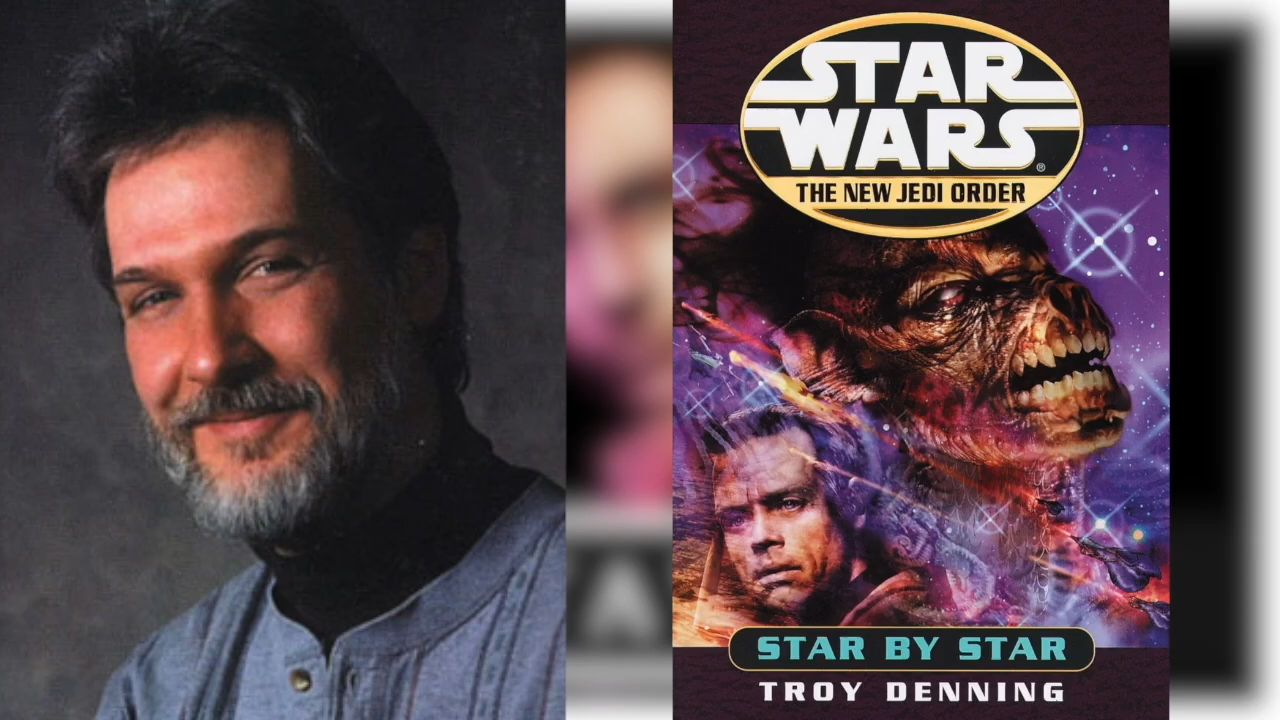 STAR
WARS
®
THE NEW JEDI ORDER
STAR BY STAR
TROY DENNING